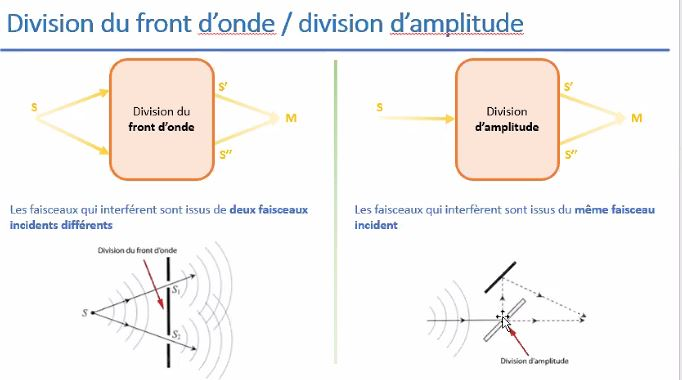 Division du front d'onde / division d'amplitude
S
Division du
front d'onde
S'
S"
M
S
Division
d'amplitude
S'
S"
M
Les faisceaux qui interférent sont issus de deux faisceaux
incidents différents
Les faisceaux qui interfèrent sont issus du même faisceau
incident
Division du front d'onde
S
S₁
S₂
Division d'amplitude